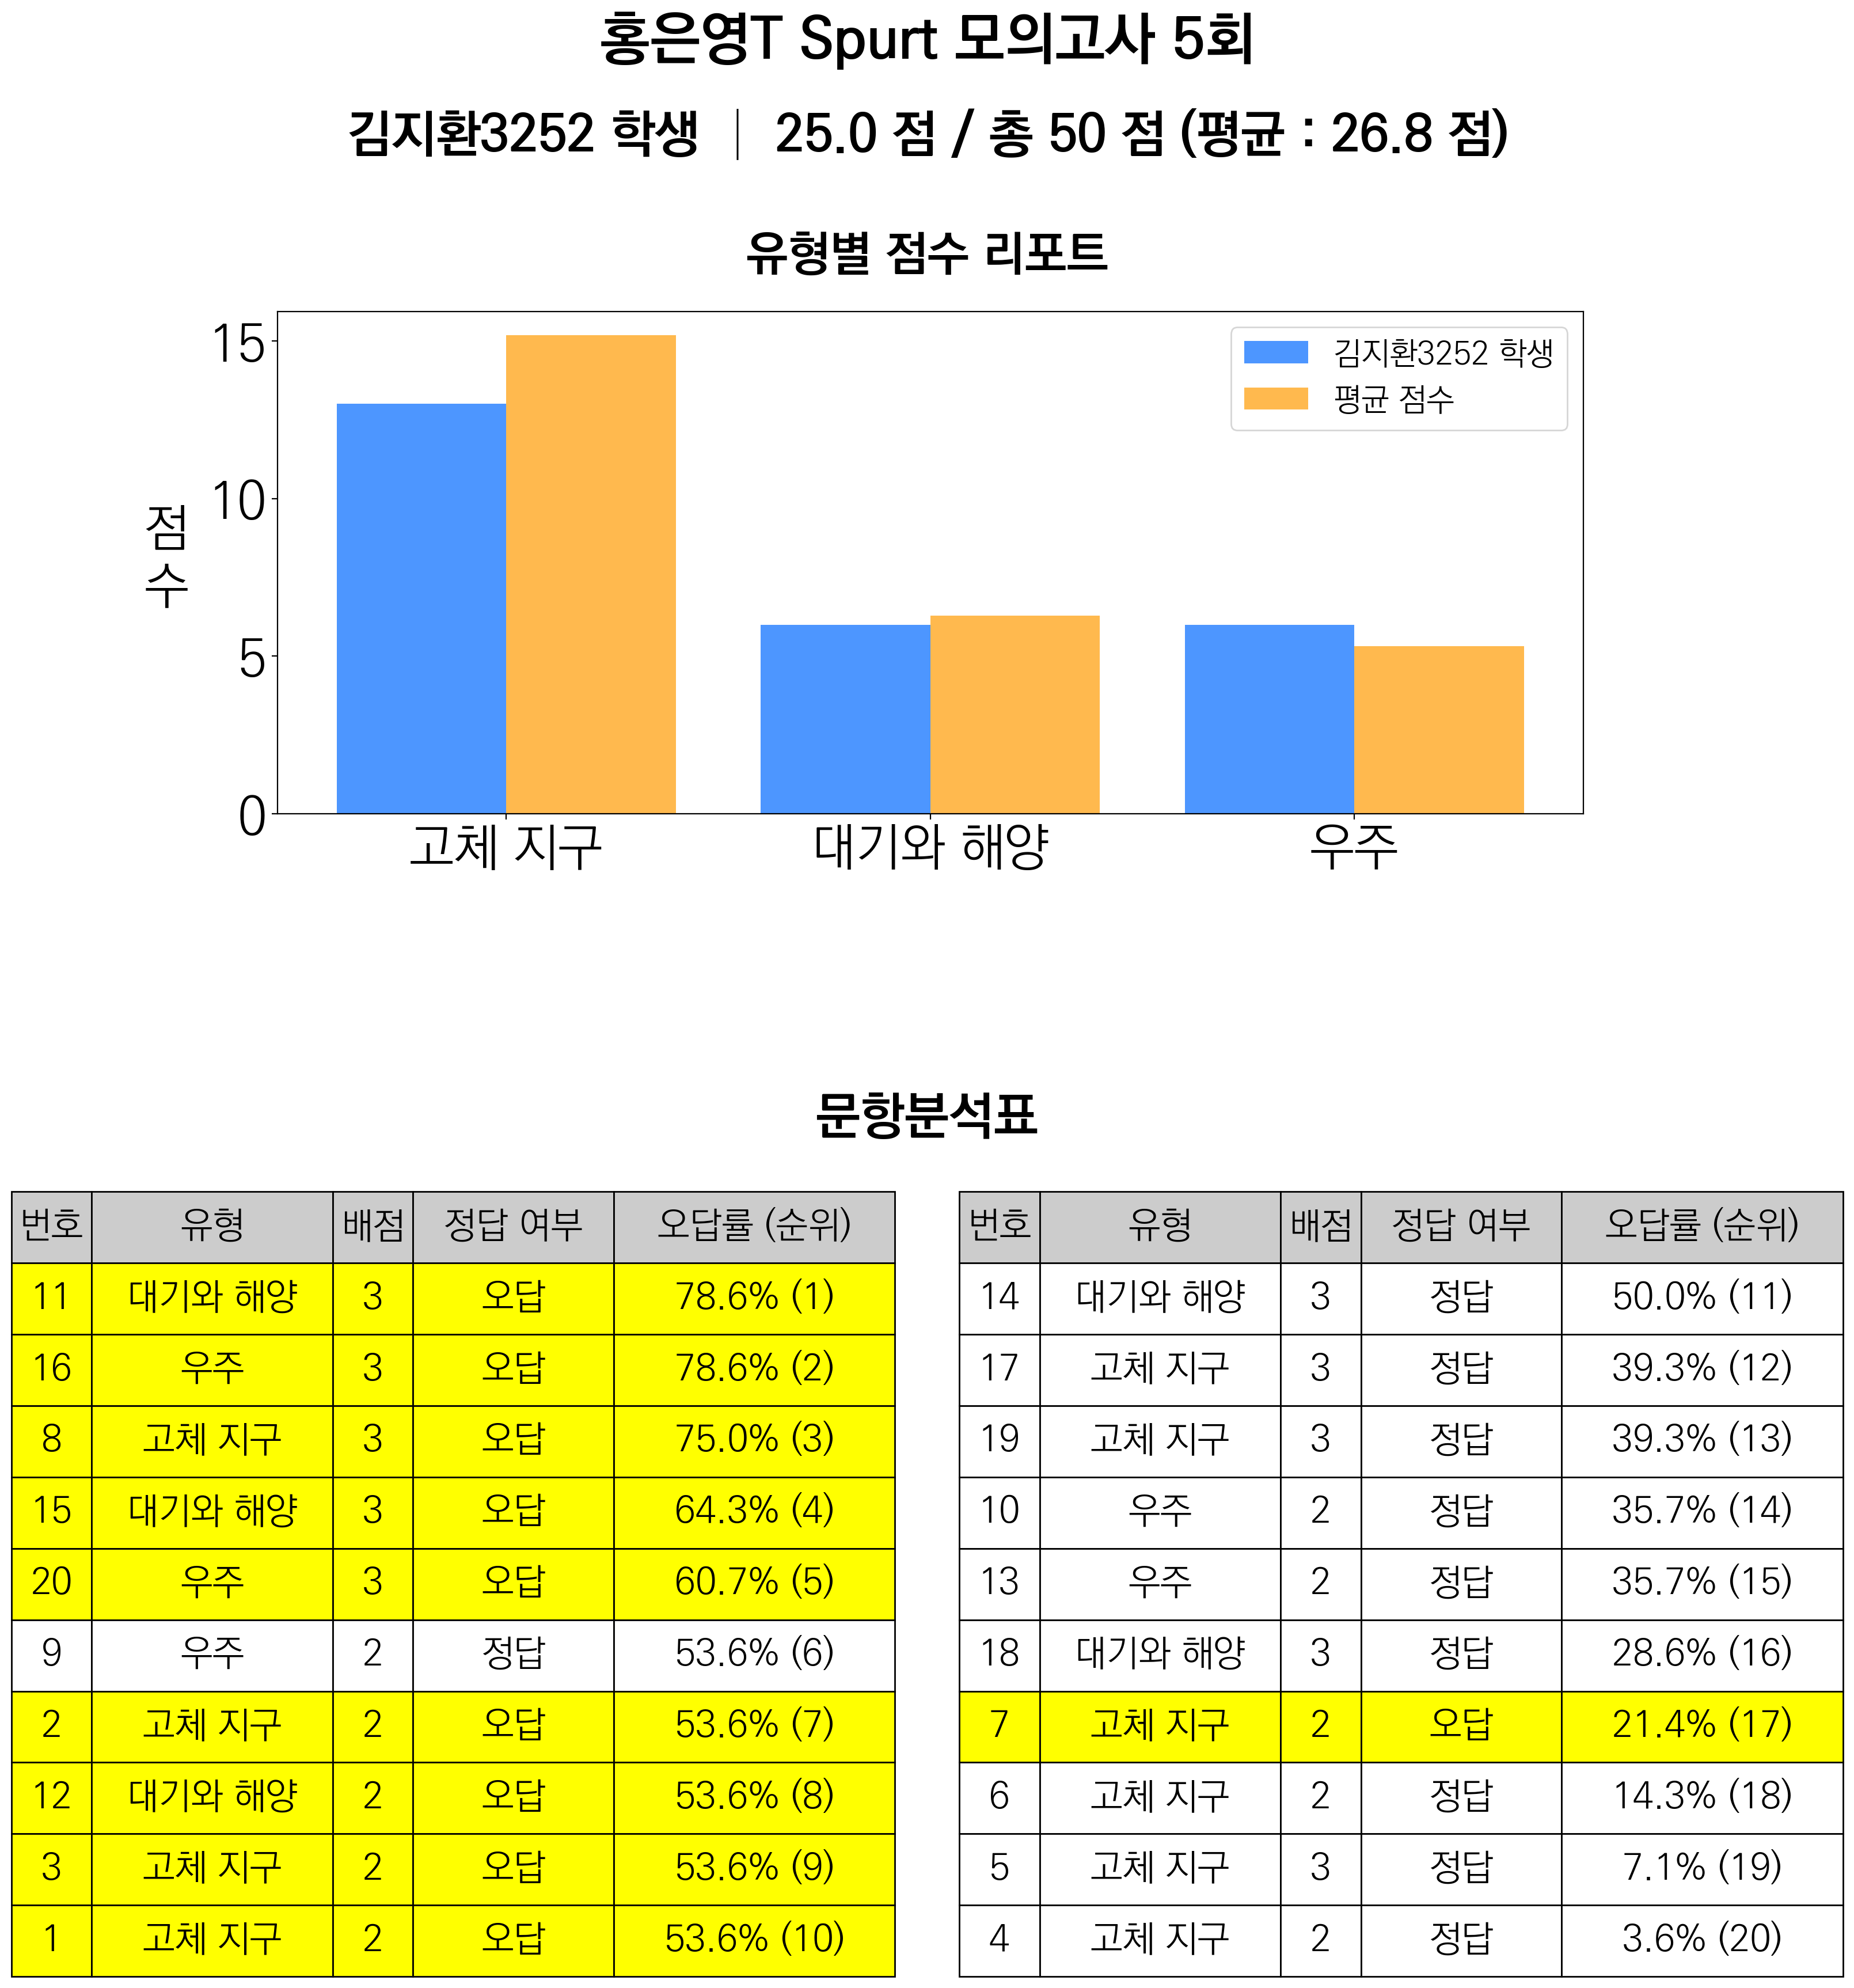 홍은영T Spurt 모의고사 5회
김지환3252 학생 | 25.0 점 / 총 50 점 (평균 : 26.8 점)
유형별 점수 리포트
점
수
15
10
5
0
김지환3252 학생
평균 점수
고체 지구 대기와 해양 우주
문항분석표
번호 유형 배점 정답 여부 오답률 (순위)
11 대기와 해양 3 오답 78.6% (1)
16 우주 3 오답 78.6% (2)
8 고체 지구 3 오답 75.0% (3)
15 대기와 해양 3 오답 64.3% (4)
20 우주 3 오답 60.7% (5)
9 우주 2 정답 53.6% (6)
2 고체 지구 2 오답 53.6% (7)
12 대기와 해양 2 오답 53.6% (8)
3 고체 지구 2 오답 53.6% (9)
1 고체 지구 2 오답 53.6% (10)
번호 유형 배점 정답 여부 오답률 (순위)
14 대기와 해양 3 정답 50.0% (11)
17 고체 지구 3 정답 39.3% (12)
19 고체 지구 3 정답 39.3% (13)
10 우주 2 정답 35.7% (14)
13 우주 2 정답 35.7% (15)
18 대기와 해양 3 정답 28.6% (16)
7 고체 지구 2 오답 21.4% (17)
6 고체 지구 2 정답 14.3% (18)
5 고체 지구 3 정답 7.1% (19)
4 고체 지구 2 정답 3.6% (20)